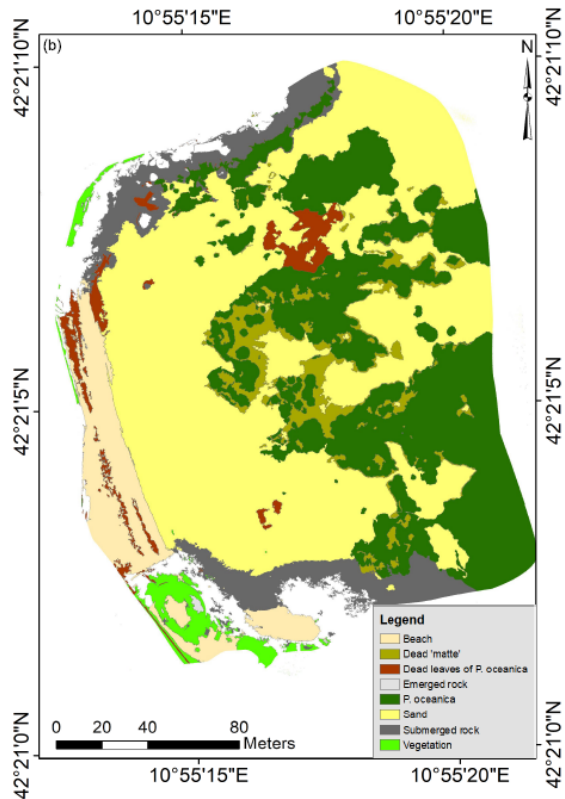 10°55'15"E 10°55'20"E
(b)
N
42°21'10"N 42°21'10"N
42°21'5"N 42°21'5"N
42°21'0"N 42°21'0"N
Legend
Beach
Dead 'matte'
Dead leaves of P. oceanica
Emerged rock
P. oceanica
Sand
Submerged rock
Vegetation
0 20 40 80
Meters
10°55'15"E 10°55'20"E